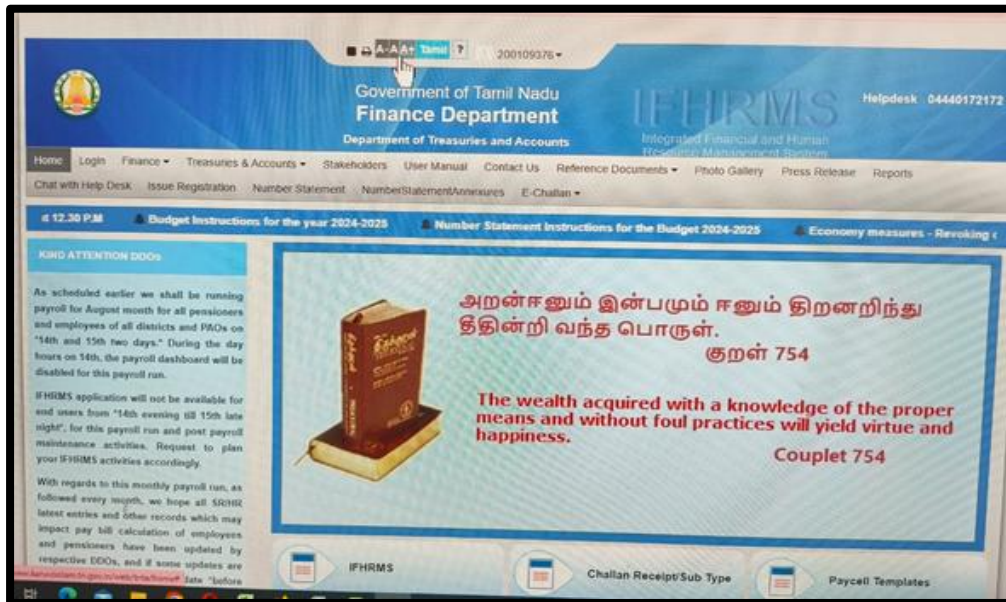 A- A A+ Tamil ? 200109376
Government of Tamil Nadu
Finance Department
Department of Treasuries and Accounts
IFHRMS
Integrated Financial and Human
Resource Management System
Helpdesk 04440172172
Home Login Finance Treasuries & Accounts Stakeholders User Manual Contact Us Reference Documents Photo Gallery Press Release Reports
Chat with Help Desk Issue Registration Number Statement NumberStatementAnnexures E-Challan
12.30 P.M Budget Instructions for the year 2024-2025 Number Statement Instructions for the Budget 2024-2025 Economy measures - Revoking
KIND ATTENTION DDOs
As scheduled earlier we shall be running
payroll for August month for all pensioners
and employees of all districts and PAOs on
"14th and 15th two days." During the day
hours on 14th, the payroll dashboard will be
disabled for this payroll run.
IFHRMS application will not be available for
end users from "14th evening till 15th late
night", for this payroll run and post payroll
maintenance activities. Request to plan
your IFHRMS activities accordingly.
With regards to this monthly payroll run, as
followed every month, we hope all SR/HR
latest entries and other records which may
impact pay bill calculation of employees
and pensioners have been updated by
respective DDOs, and if some updates are
date "before
அறன்ஈனும் இன்பமும் ஈனும் திறனறிந்து
தீதின்றி வந்த பொருள்.
குறள் 754
The wealth acquired with a knowledge of the proper
means and without foul practices will yield virtue and
happiness.
Couplet 754
IFHRMS
Challan Receipt/Sub Type
Paycell Templates